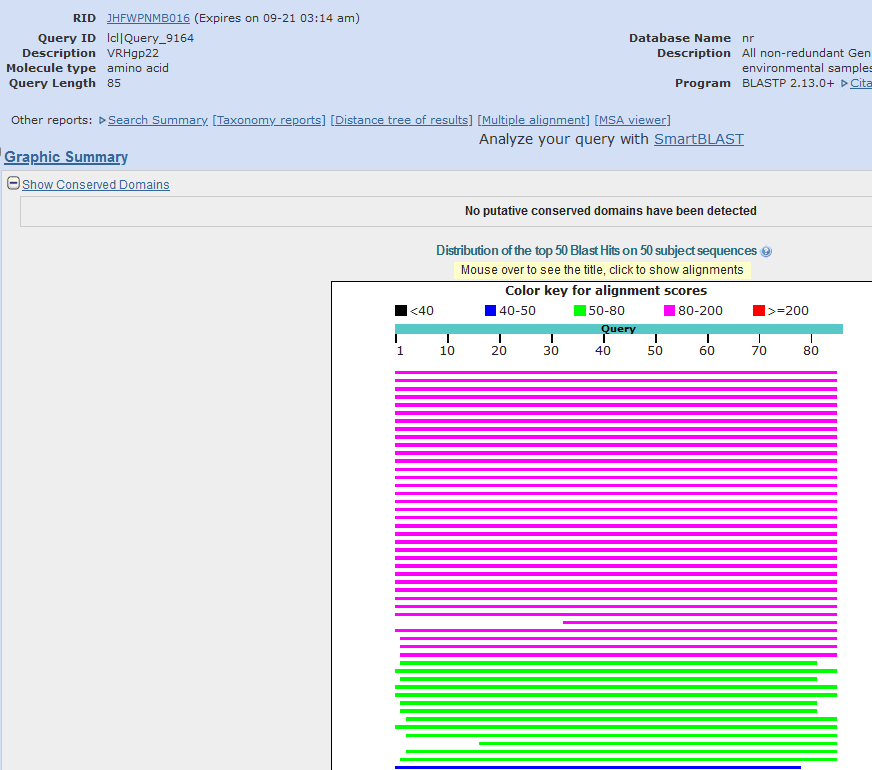 RID JHFWPNMB016 (Expires on 09-21 03:14 am)
Query ID lcl|Query_9164
Description VRHgp22
Molecule type amino acid
Query Length 85
Database Name nr
Description All non-redundant Gen
environmental samples
Program BLASTP 2.13.0+ Cita
Other reports: Search Summary [Taxonomy reports] [Distance tree of results] [Multiple alignment] [MSA viewer]
Analyze your query with SmartBLAST
Graphic Summary
Show Conserved Domains
No putative conserved domains have been detected
Distribution of the top 50 Blast Hits on 50 subject sequences
Mouse over to see the title, click to show alignments
Color key for alignment scores
<40 40-50 50-80 80-200 >=200
Query
1 10 20 30 40 50 60 70 80